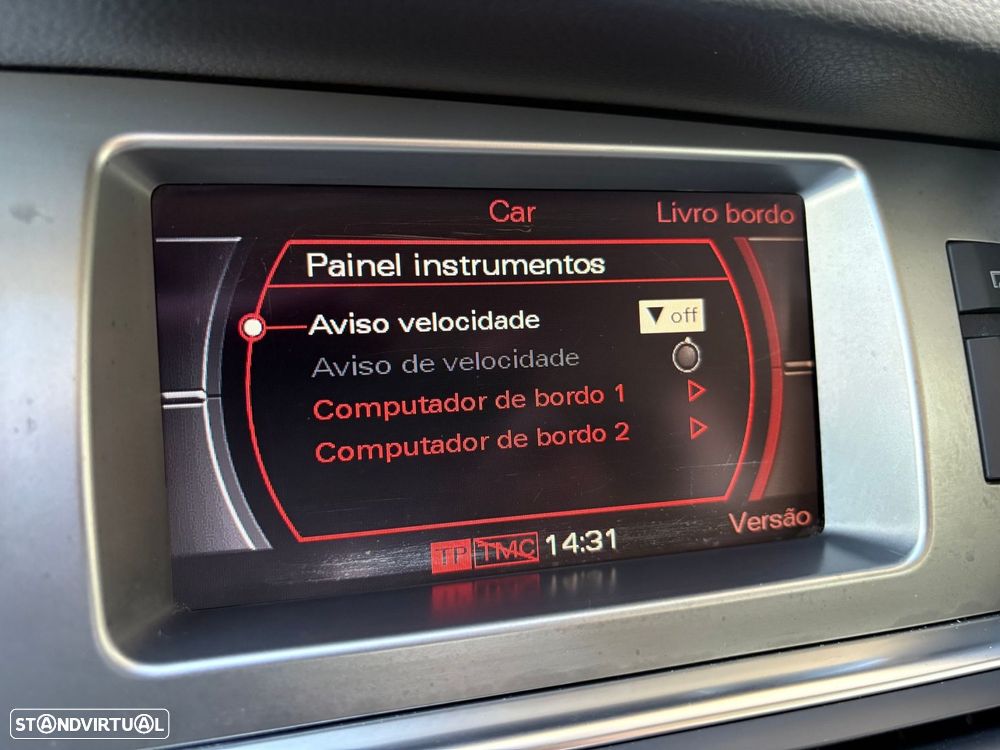 Car
Livro bordo
Painel instrumentos
Aviso velocidade
off
Aviso de velocidade
Computador de bordo 1
Computador de bordo 2
Versão
TP TMC 14:31
STANDVIRTUAL